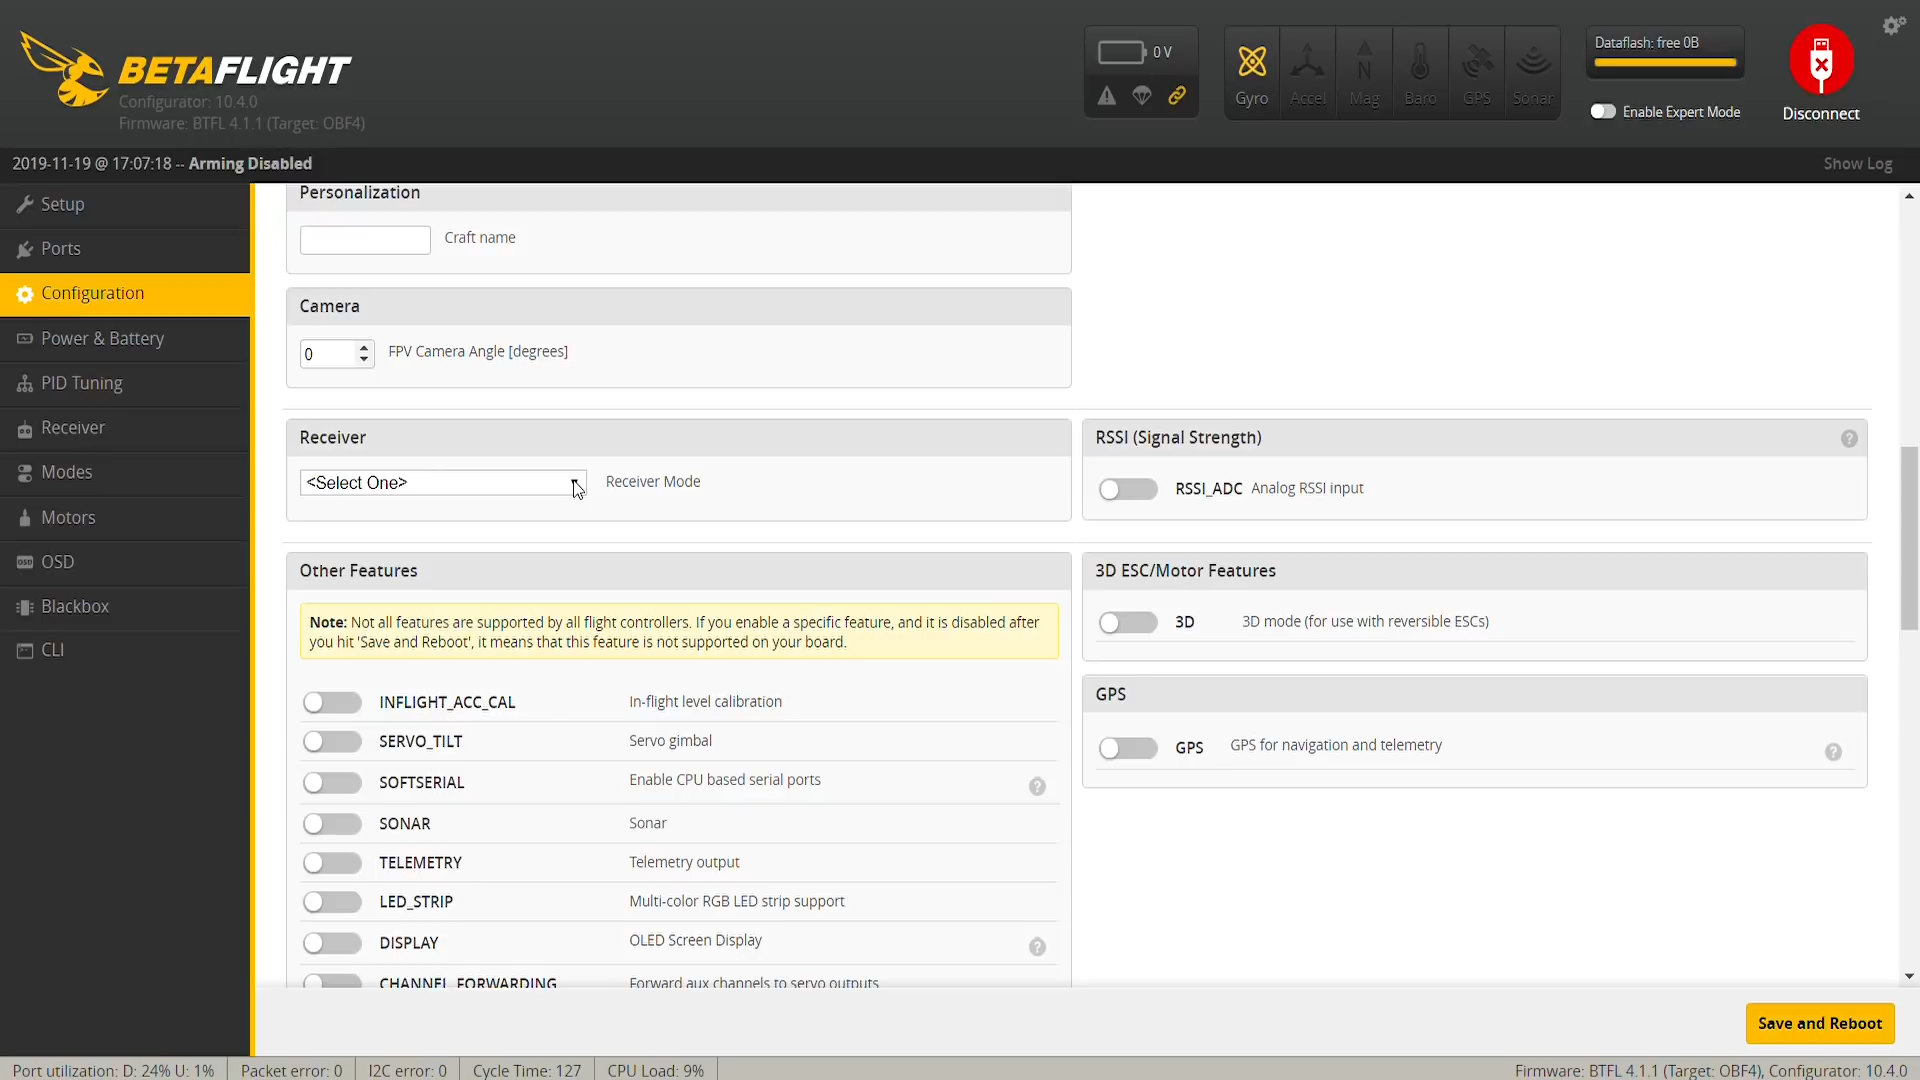 BETAFLIGHT
Configurator: 10.4.0
Firmware: BTFL 4.1.1 (Target: OBF4)
0 V
Gyro
Accel
Mag
Baro
GPS
Sonar
Dataflash: free 0B
Enable Expert Mode
Disconnect
2019-11-19 @ 17:07:18 -- Arming Disabled
Show Log
Setup
Ports
Configuration
Power & Battery
PID Tuning
Receiver
Modes
Motors
OSD
Blackbox
CLI
Personalization
Craft name
Camera
0
FPV Camera Angle [degrees]
Receiver
<Select One>
Receiver Mode
RSSI (Signal Strength)
RSSI_ADC Analog RSSI input
Other Features
Note: Not all features are supported by all flight controllers. If you enable a specific feature, and it is disabled after
you hit 'Save and Reboot', it means that this feature is not supported on your board.
INFLIGHT_ACC_CAL In-flight level calibration
SERVO_TILT Servo gimbal
SOFTSERIAL Enable CPU based serial ports
SONAR Sonar
TELEMETRY Telemetry output
LED_STRIP Multi-color RGB LED strip support
DISPLAY OLED Screen Display
CHANNEL_FORWARDING Forward aux channels to servo outputs
3D ESC/Motor Features
3D 3D mode (for use with reversible ESCs)
GPS
GPS GPS for navigation and telemetry
Save and Reboot
Port utilization: D: 24% U: 1%
Packet error: 0
I2C error: 0
Cycle Time: 127
CPU Load: 9%
Firmware: BTFL 4.1.1 (Target: OBF4), Configurator: 10.4.0